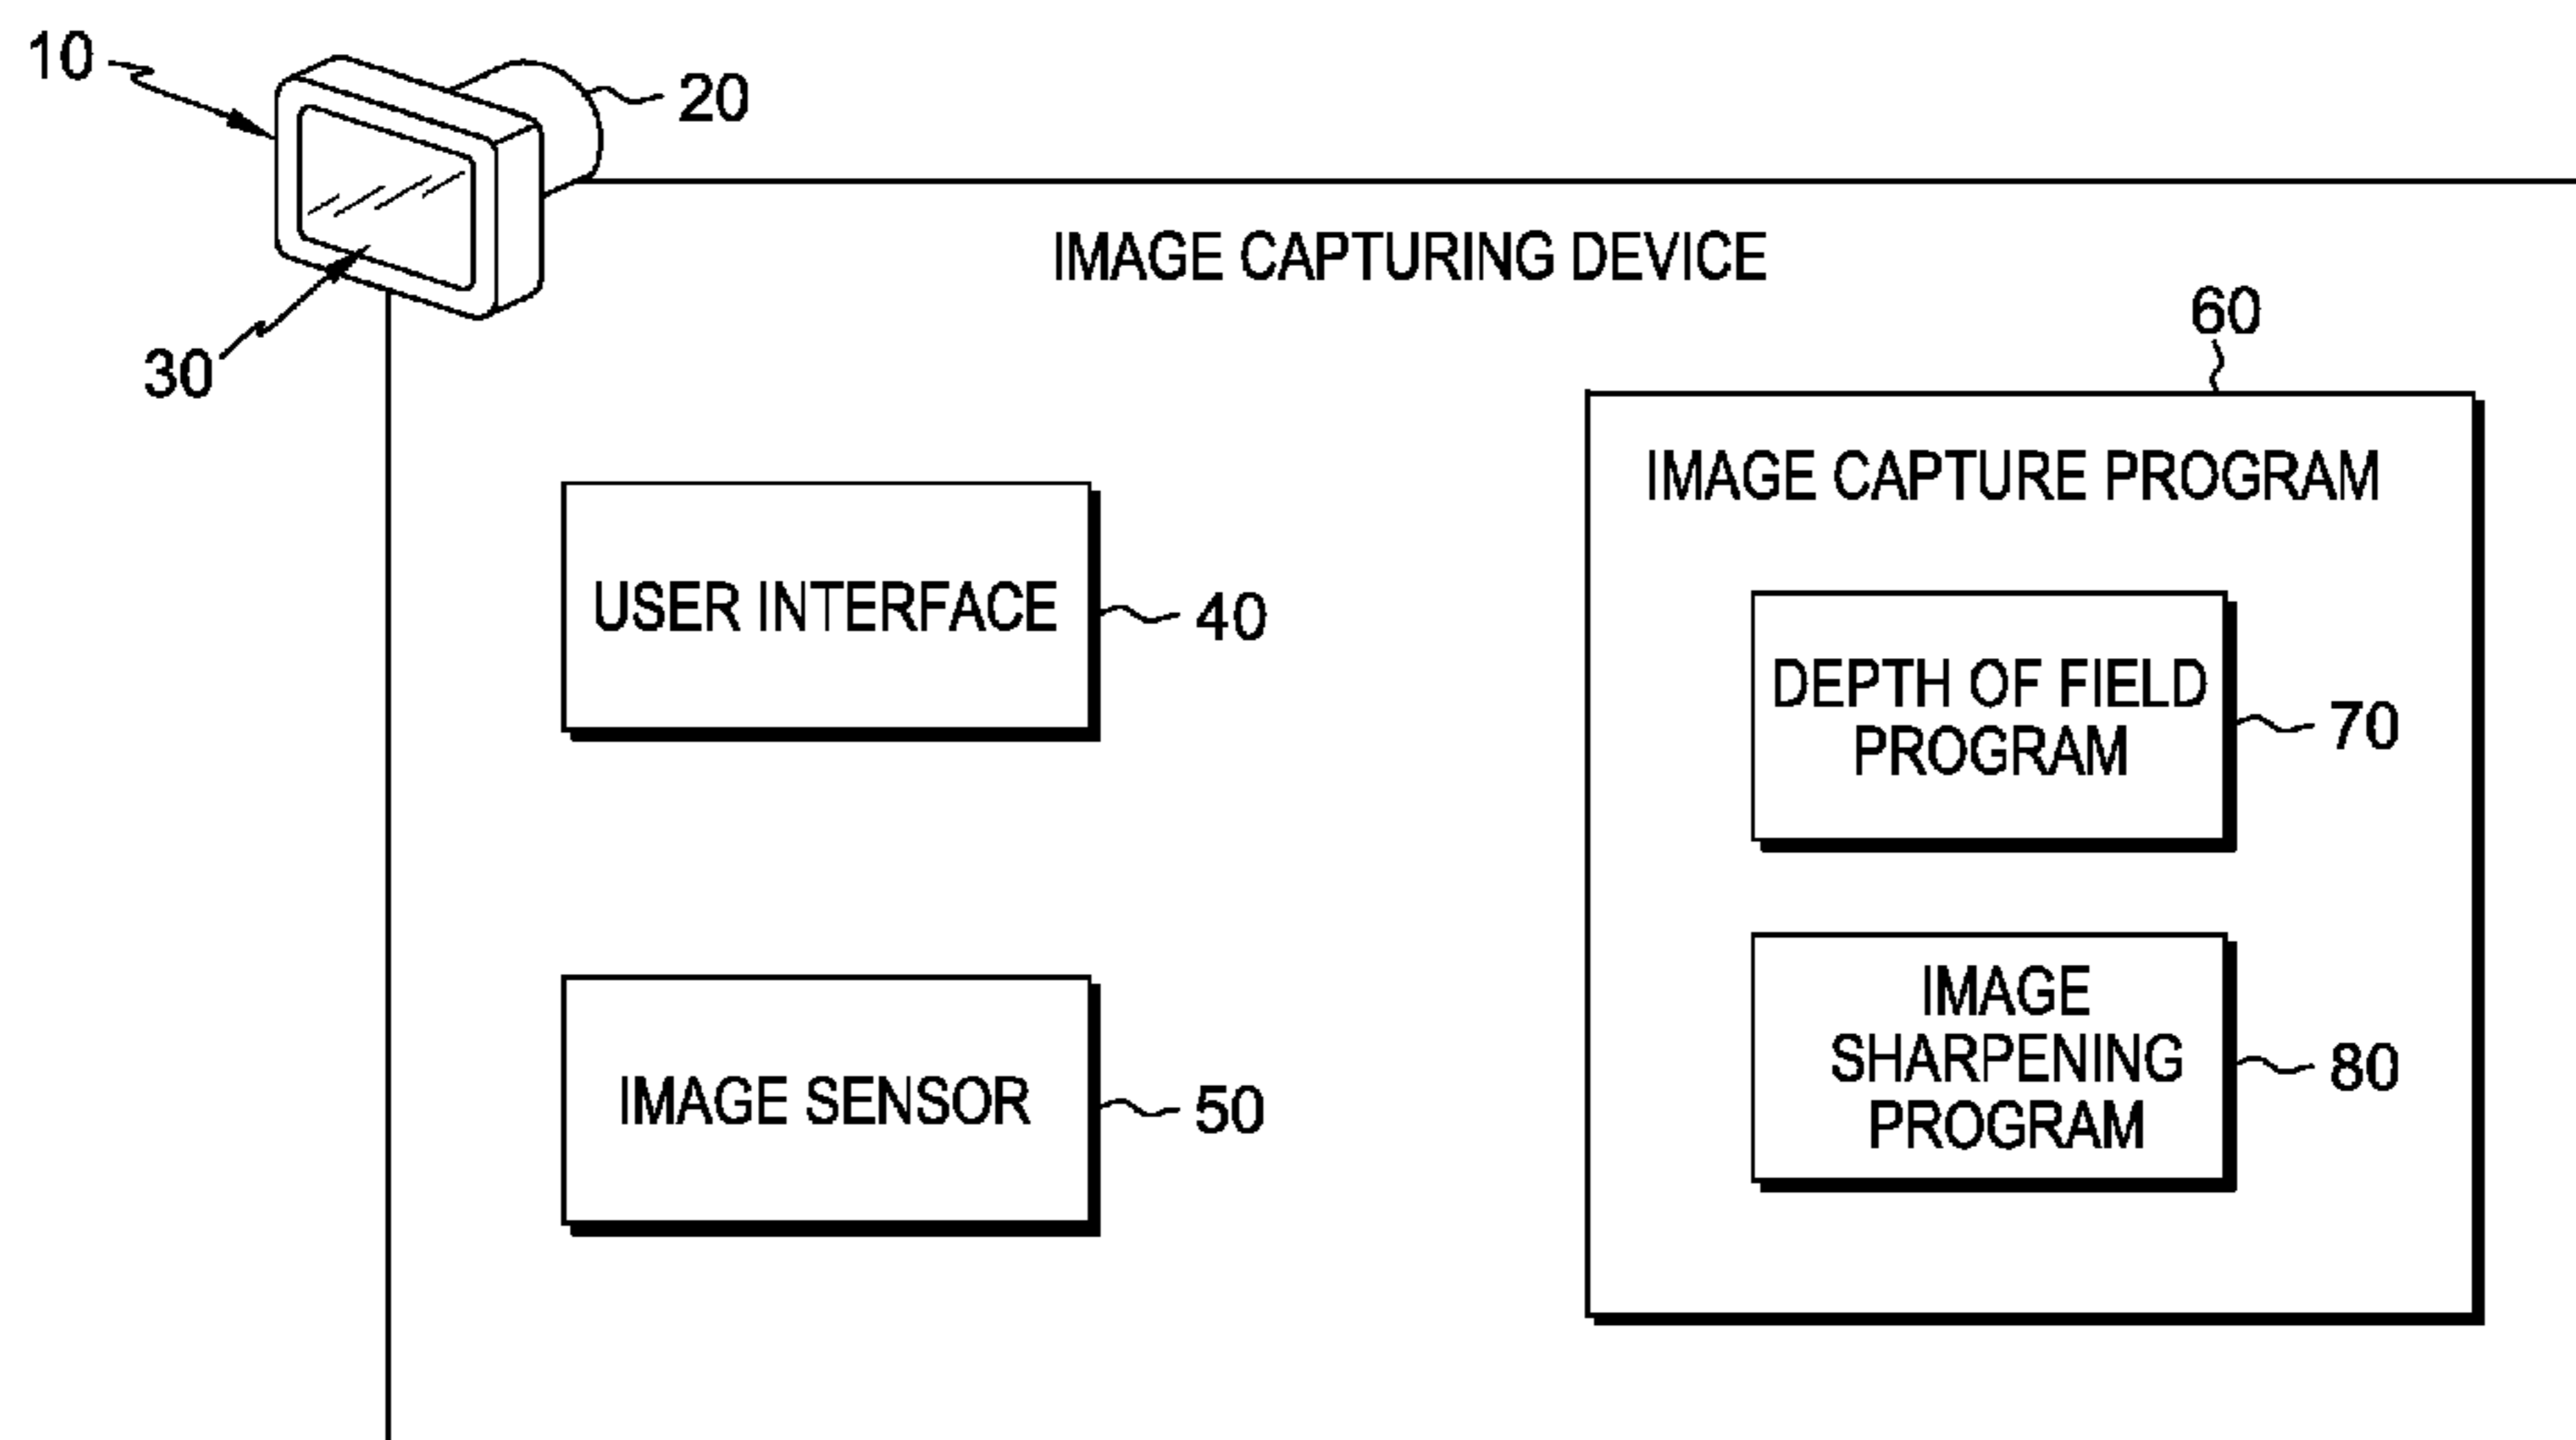 10
20
IMAGE CAPTURING DEVICE
30
60
IMAGE CAPTURE PROGRAM
USER INTERFACE
40
DEPTH OF FIELD
PROGRAM
70
IMAGE SENSOR
50
IMAGE
SHARPENING
PROGRAM
80